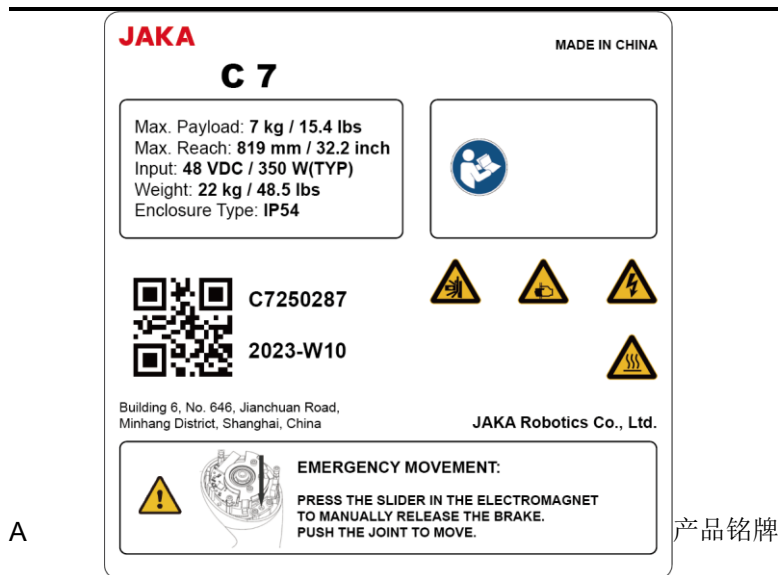 JAKA
MADE IN CHINA
C 7
Max. Payload: 7 kg / 15.4 lbs
Max. Reach: 819 mm / 32.2 inch
Input: 48 VDC / 350 W(TYP)
Weight: 22 kg / 48.5 lbs
Enclosure Type: IP54
C7250287
2023-W10
Building 6, No. 646, Jianchuan Road,
Minhang District, Shanghai, China
JAKA Robotics Co., Ltd.
EMERGENCY MOVEMENT:
PRESS THE SLIDER IN THE ELECTROMAGNET
TO MANUALLY RELEASE THE BRAKE.
PUSH THE JOINT TO MOVE.
A
产品铭牌